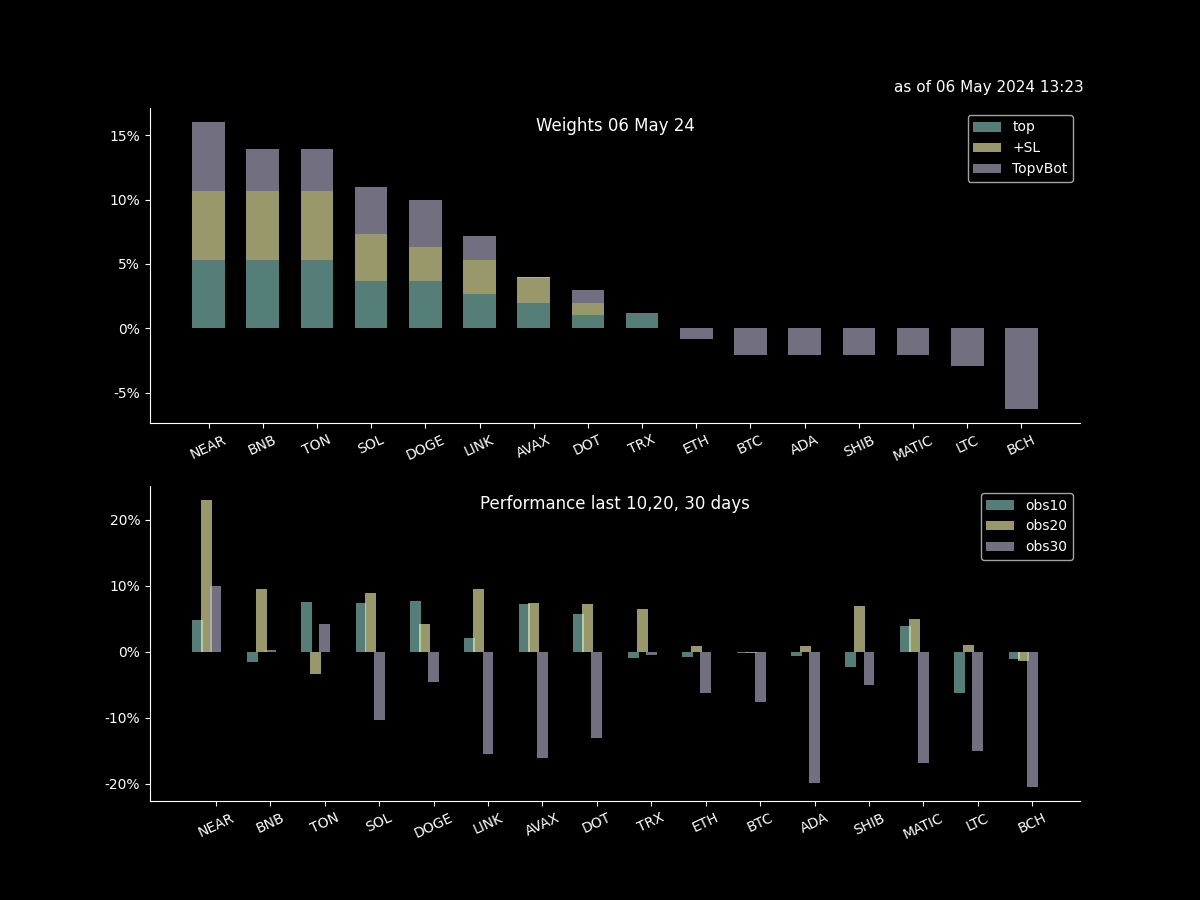 as of 06 May 2024 13:23
Weights 06 May 24
top
+SL
TopvBot
15%
10%
5%
0%
-5%
NEAR BNB TON SOL DOGE LINK AVAX DOT TRX ETH BTC ADA SHIB MATIC LTC BCH
Performance last 10,20, 30 days
obs10
obs20
obs30
20%
10%
0%
-10%
-20%
NEAR BNB TON SOL DOGE LINK AVAX DOT TRX ETH BTC ADA SHIB MATIC LTC BCH